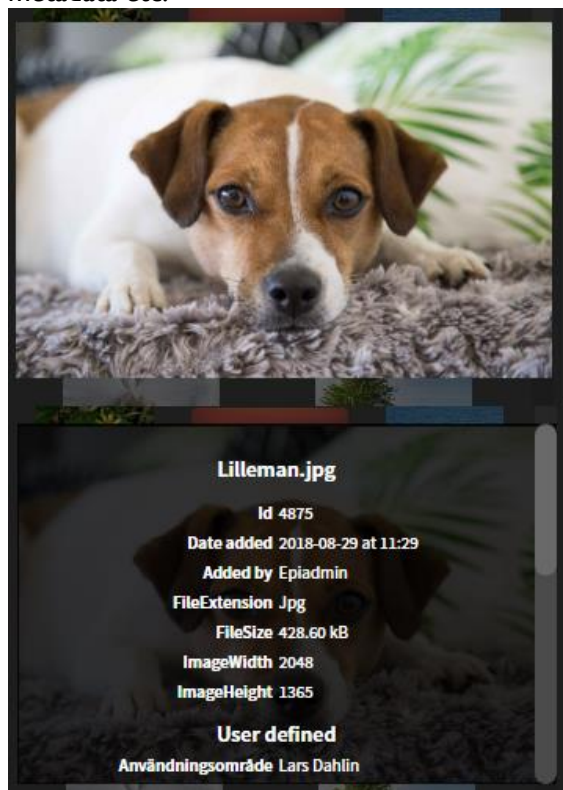 Lilleman.jpg
Id 4875
Date added 2018-08-29 at 11:29
Added by Epiadmin
FileExtension Jpg
FileSize 428.60 kB
ImageWidth 2048
ImageHeight 1365
User defined
Användningsområde Lars Dahlin